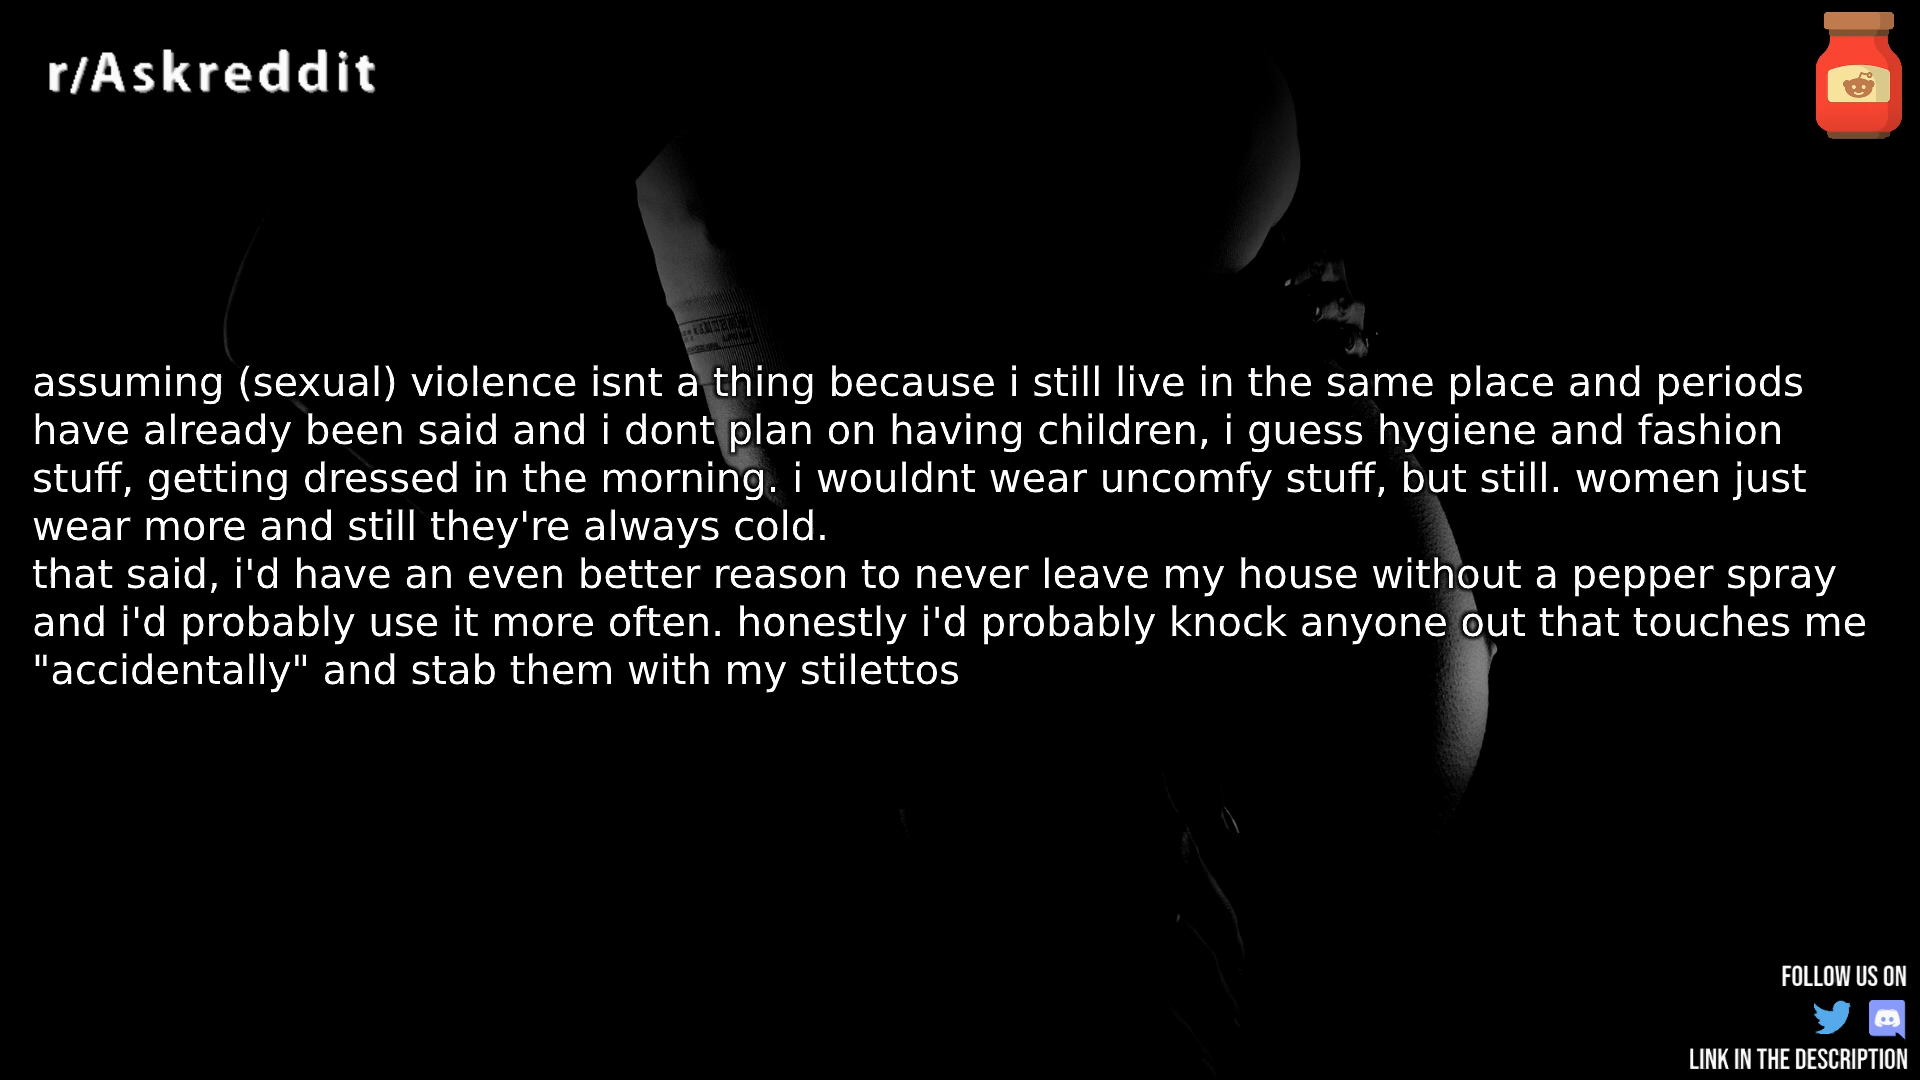 r/Askreddit
assuming (sexual) violence isnt a thing because i still live in the same place and periods
have already been said and i dont plan on having children, i guess hygiene and fashion
stuff, getting dressed in the morning. i wouldnt wear uncomfy stuff, but still. women just
wear more and still they're always cold.
that said, i'd have an even better reason to never leave my house without a pepper spray
and i'd probably use it more often. honestly i'd probably knock anyone out that touches me
"accidentally" and stab them with my stilettos
FOLLOW US ON
LINK IN THE DESCRIPTION